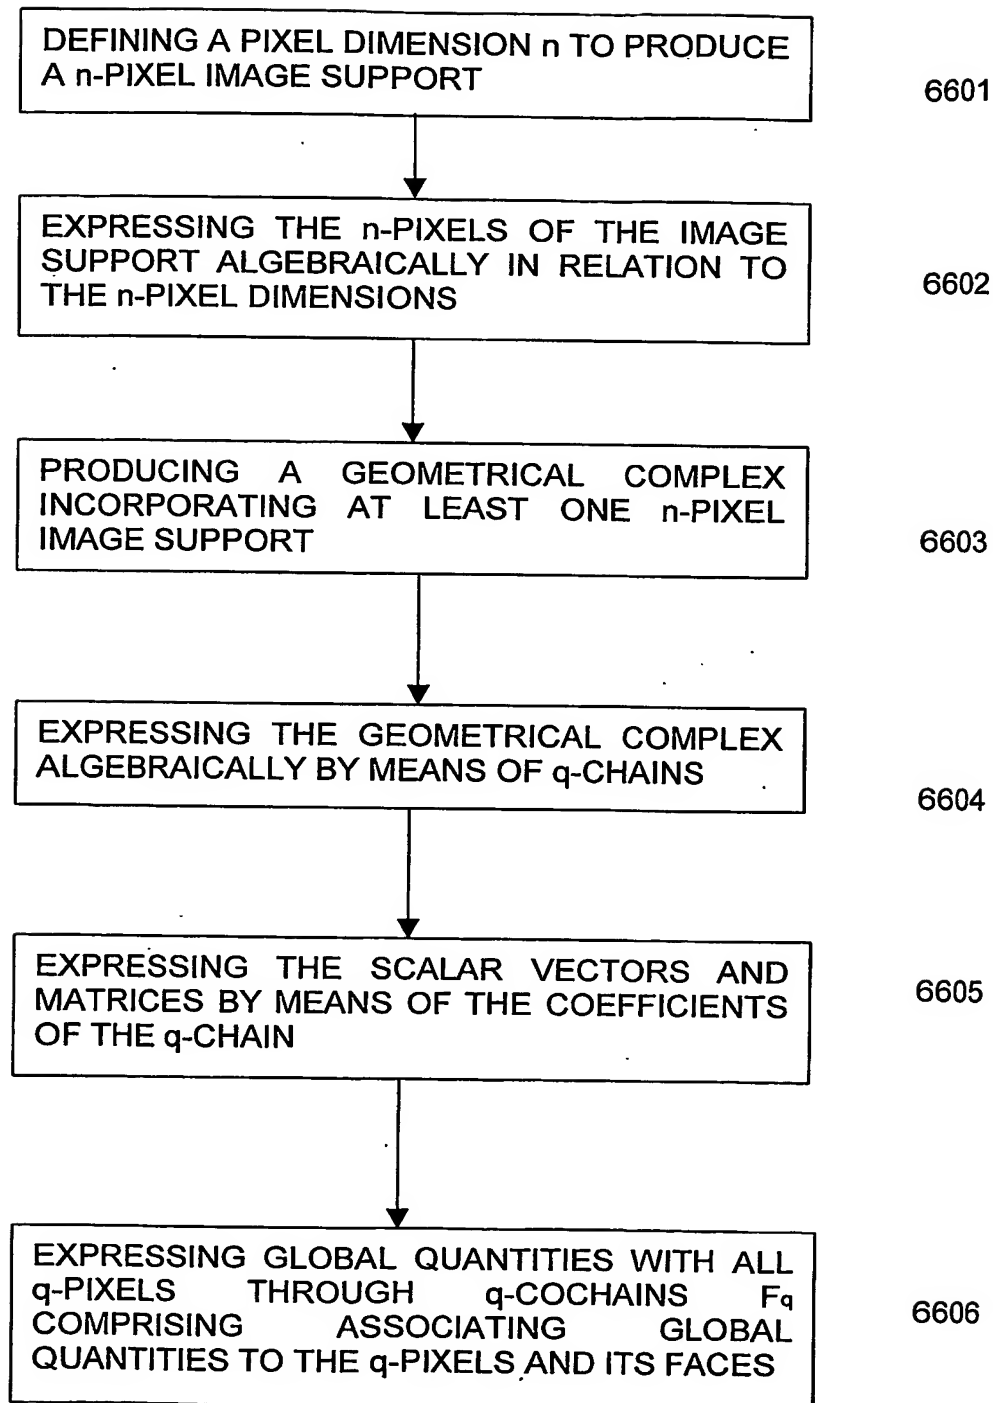 DEFINING A PIXEL DIMENSION n TO PRODUCE
A n-PIXEL IMAGE SUPPORT
6601
EXPRESSING THE n-PIXELS OF THE IMAGE
SUPPORT ALGEBRAICALLY IN RELATION TO
THE n-PIXEL DIMENSIONS
6602
PRODUCING A GEOMETRICAL COMPLEX
INCORPORATING AT LEAST ONE n-PIXEL
IMAGE SUPPORT
6603
EXPRESSING THE GEOMETRICAL COMPLEX
ALGEBRAICALLY BY MEANS OF q-CHAINS
6604
EXPRESSING THE SCALAR VECTORS AND
MATRICES BY MEANS OF THE COEFFICIENTS
OF THE q-CHAIN
6605
EXPRESSING GLOBAL QUANTITIES WITH ALL
q-PIXELS THROUGH q-COCHAINS Fq
COMPRISING ASSOCIATING GLOBAL
QUANTITIES TO THE q-PIXELS AND ITS FACES
6606